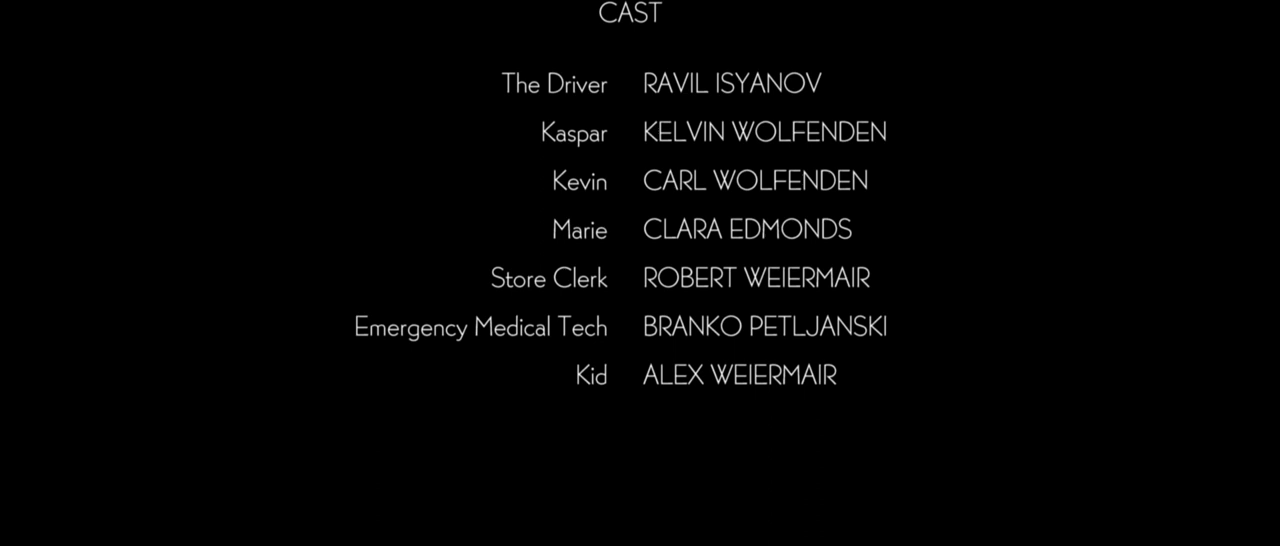 CAST
The Driver RAVIL ISYANOV
Kaspar KELVIN WOLFENDEN
Kevin CARL WOLFENDEN
Marie CLARA EDMONDS
Store Clerk ROBERT WEIERMAIR
Emergency Medical Tech BRANKO PETLJANSKI
Kid ALEX WEIERMAIR